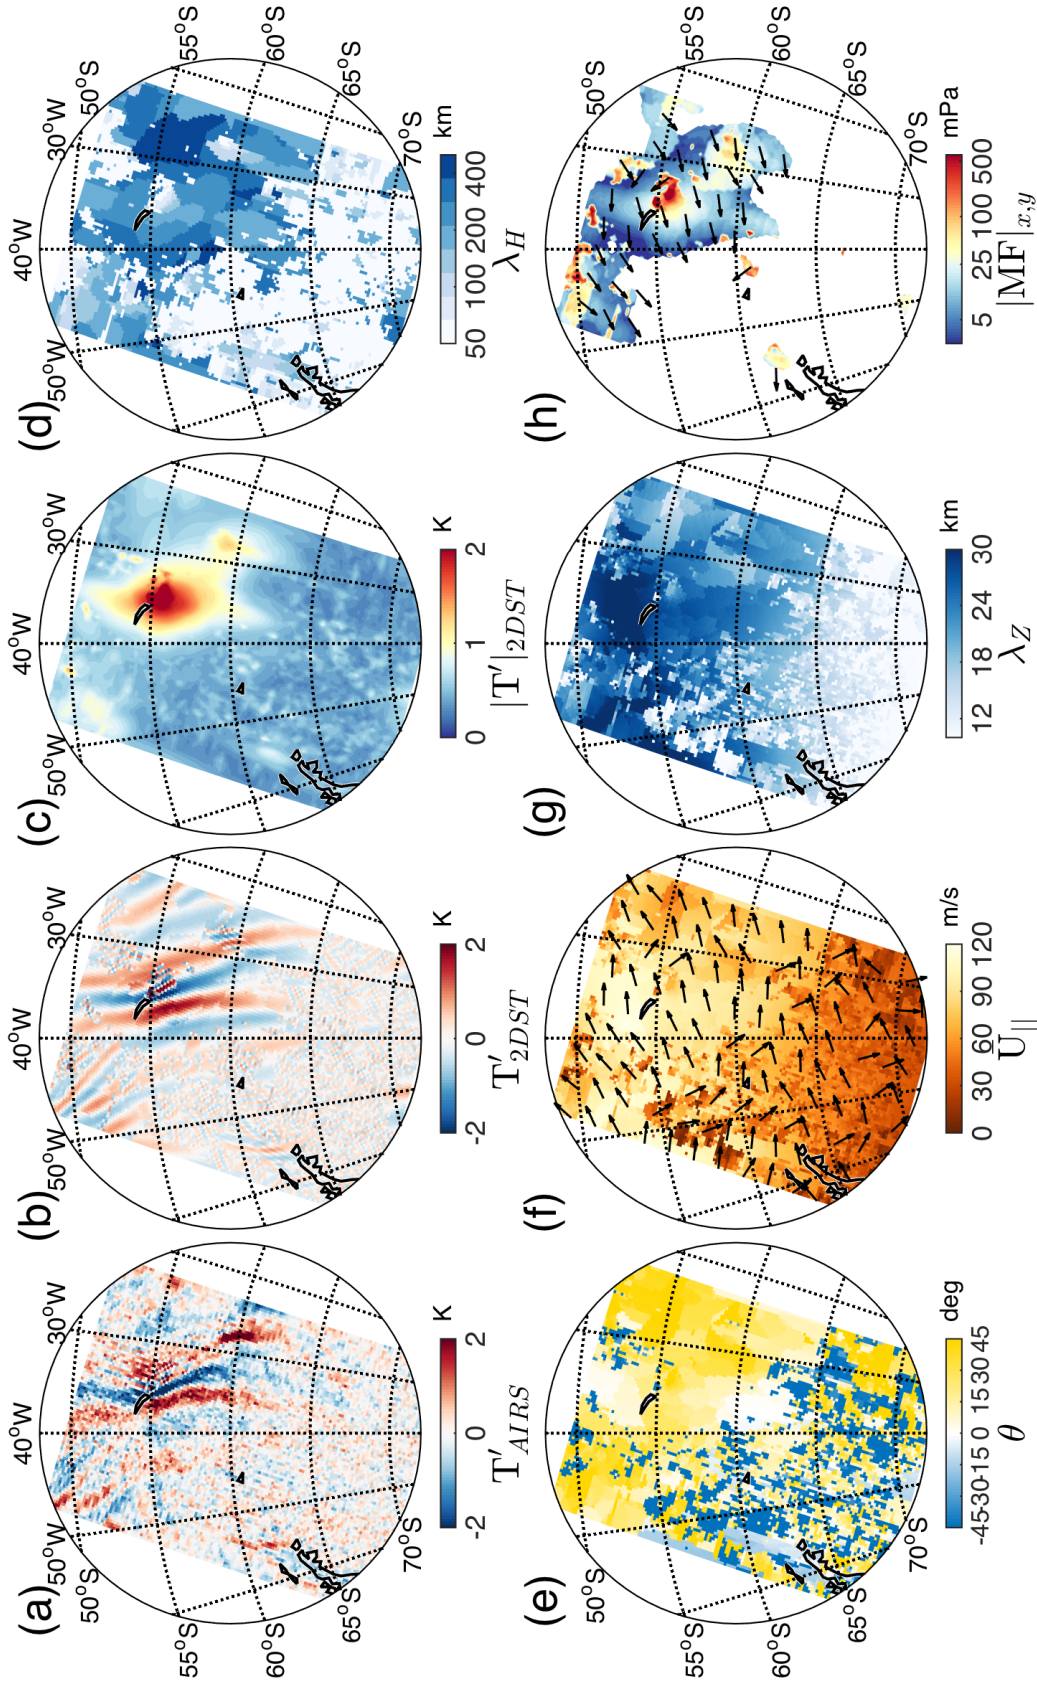 (a)
50°W
40°W
30°W
50°S
55°S
60°S
65°S
70°S
-2 0 2 K
T′AIRS
(b)
50°W
40°W
30°W
-2 0 2 K
T′2DST
(c)
50°W
40°W
30°W
0 1 2 K
|T′|2DST
(d)
50°W
40°W
30°W
50°S
55°S
60°S
65°S
70°S
50 100 200 400 km
λH
(e)
50°S
55°S
60°S
65°S
70°S
-45-30-15 0 15 30 45 deg
θ
(f)
0 30 60 90 120 m/s
U||
(g)
12 18 24 30 km
λZ
(h)
50°S
55°S
60°S
65°S
70°S
5 25 100 500 mPa
|MF|x,y